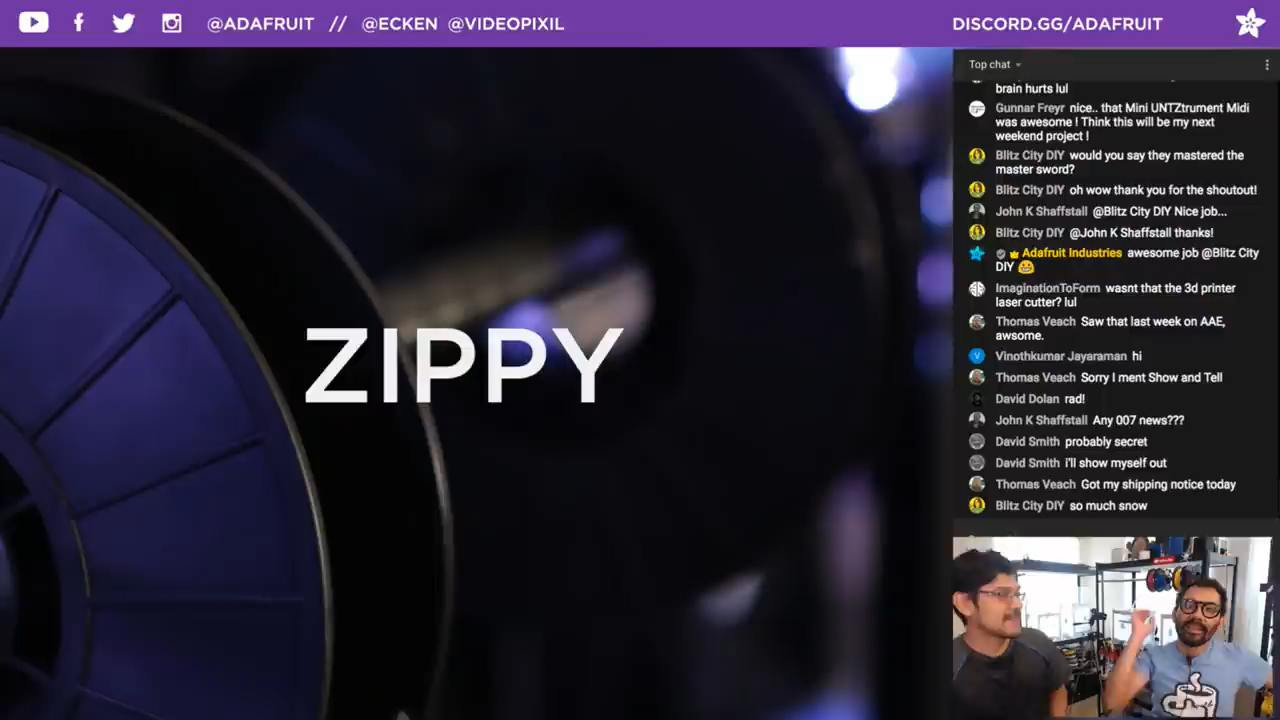 @ADAFRUIT // @ECKEN @VIDEOPIXIL
DISCORD.GG/ADAFRUIT
ZIPPY
Top chat
brain hurts lul
Gunnar Freyr nice.. that Mini UNTZtrument Midi
was awesome ! Think this will be my next
weekend project !
Blitz City DIY would you say they mastered the
master sword?
Blitz City DIY oh wow thank you for the shoutout!
John K Shaffstall @Blitz City DIY Nice job...
Blitz City DIY @John K Shaffstall thanks!
Adafruit Industries awesome job @Blitz City
DIY 😁
ImaginationToForm wasnt that the 3d printer
laser cutter? lul
Thomas Veach Saw that last week on AAE,
awsome.
V Vinothkumar Jayaraman hi
Thomas Veach Sorry I ment Show and Tell
David Dolan rad!
John K Shaffstall Any 007 news???
David Smith probably secret
David Smith i'll show myself out
Thomas Veach Got my shipping notice today
Blitz City DIY so much snow